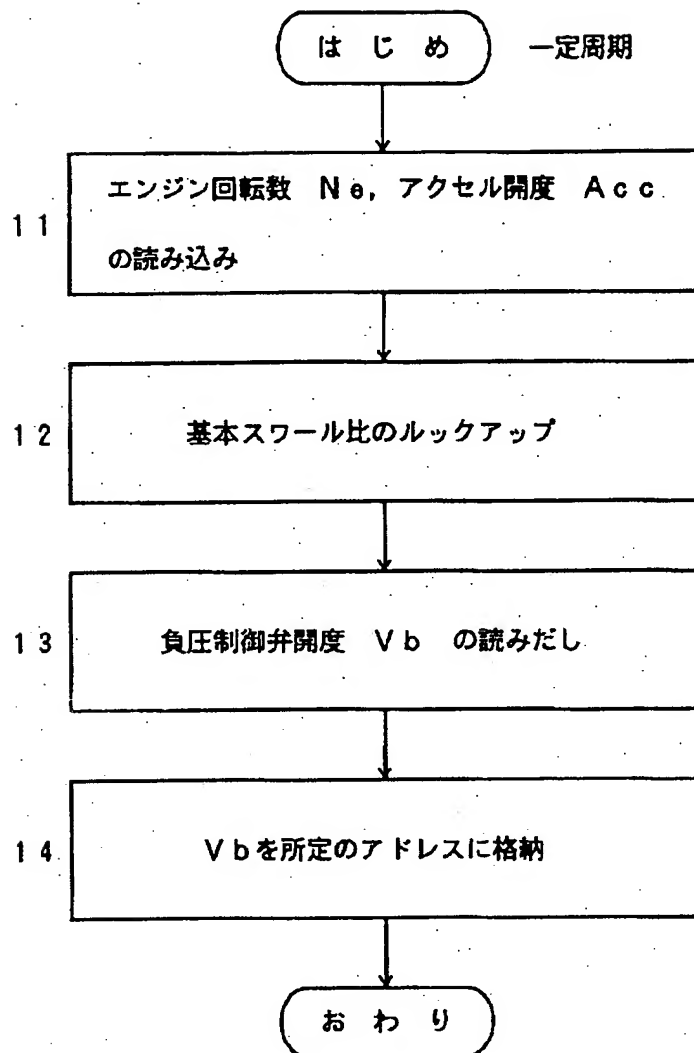 はじめ 一定周期
エンジン回転数 Ne, アクセル開度 Acc
11
の読み込み
12 基本スワール比のルックアップ
13 負圧制御弁開度 Vb の読みだし
14 Vbを所定のアドレスに格納
おわり